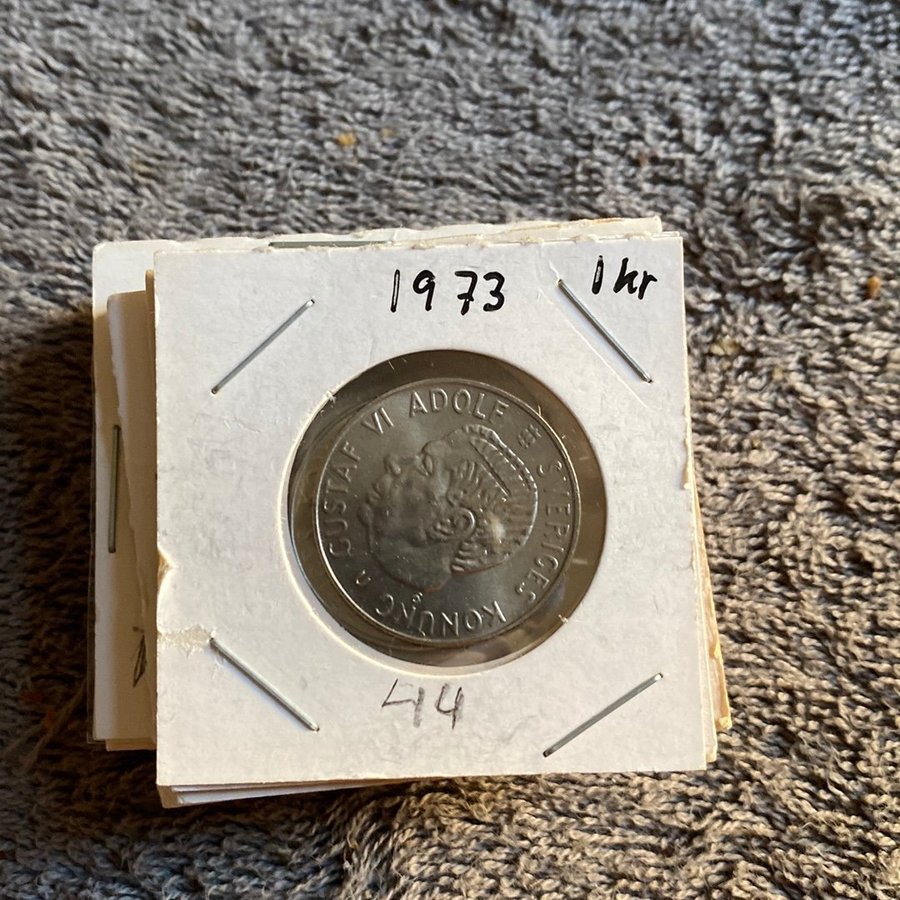 1973
1 kr
GUSTAF VI ADOLF SVERIGES KONUNG
U
44